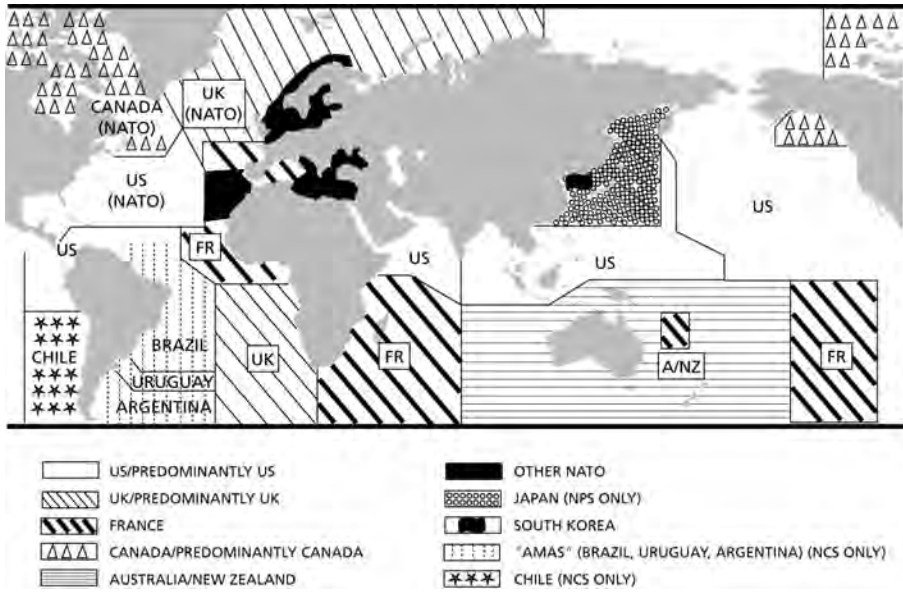 CANADA
(NATO)
UK
(NATO)
US
(NATO)
US
FR
US
US
US
CHILE
BRAZIL
URUGUAY
ARGENTINA
UK
FR
A/NZ
FR
US/PREDOMINANTLY US
UK/PREDOMINANTLY UK
FRANCE
CANADA/PREDOMINANTLY CANADA
AUSTRALIA/NEW ZEALAND
OTHER NATO
JAPAN (NPS ONLY)
SOUTH KOREA
"AMAS" (BRAZIL, URUGUAY, ARGENTINA) (NCS ONLY)
CHILE (NCS ONLY)